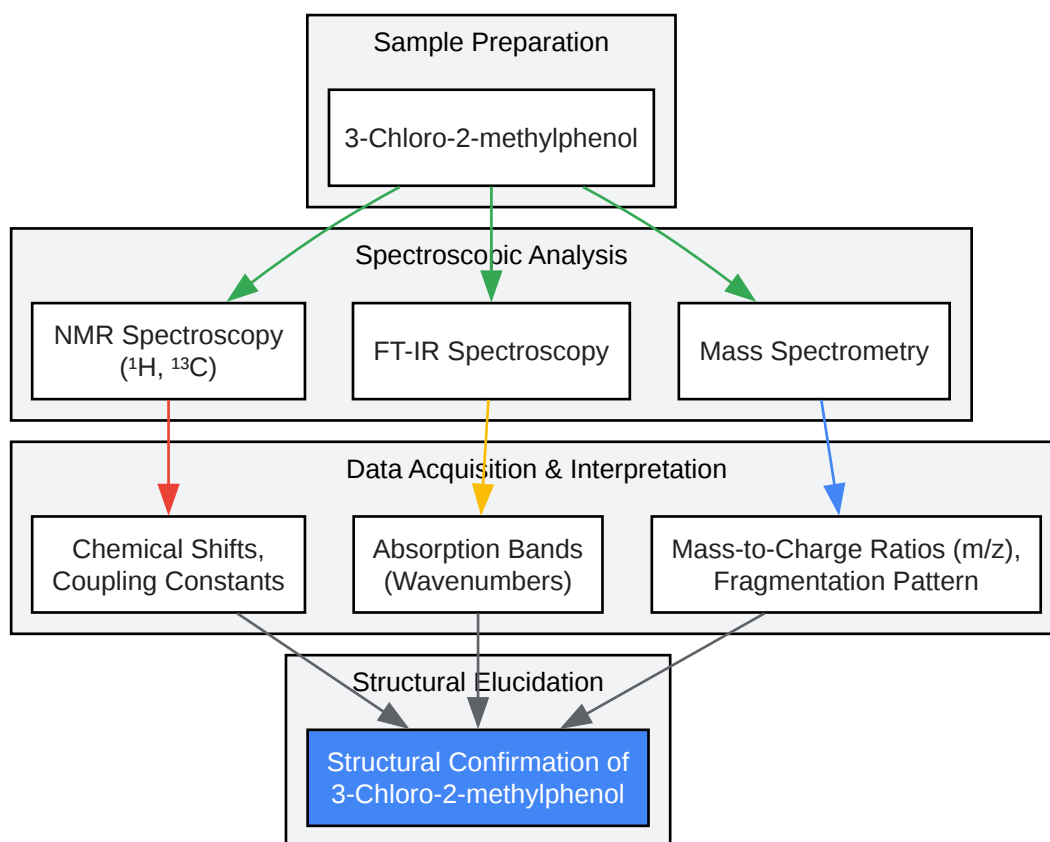 Sample Preparation
3-Chloro-2-methylphenol
Spectroscopic Analysis
NMR Spectroscopy
(¹H, ¹³C)
FT-IR Spectroscopy
Mass Spectrometry
Data Acquisition & Interpretation
Chemical Shifts,
Coupling Constants
Absorption Bands
(Wavenumbers)
Mass-to-Charge Ratios (m/z),
Fragmentation Pattern
Structural Elucidation
Structural Confirmation of
3-Chloro-2-methylphenol